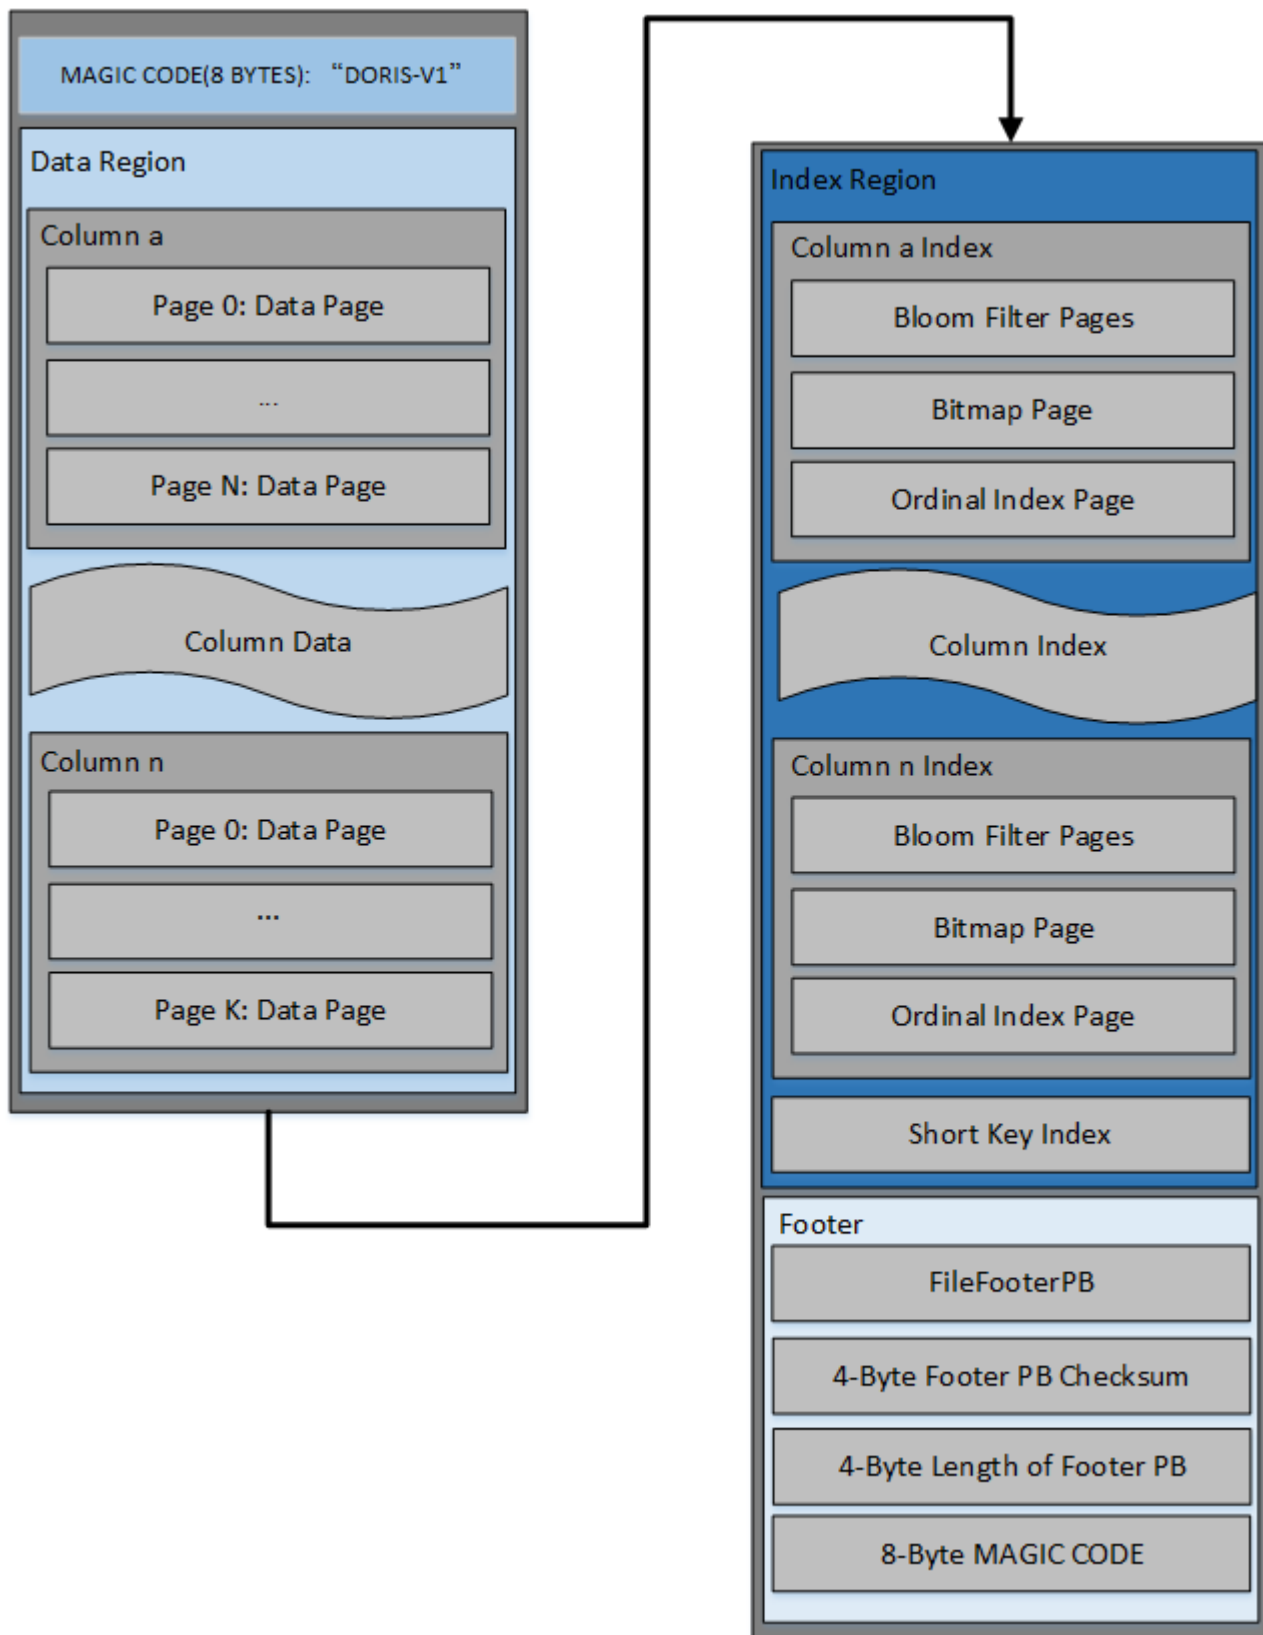 MAGIC CODE(8 BYTES): “DORIS-V1”
Data Region
Column a
Page 0: Data Page
...
Page N: Data Page
Column Data
Column n
Page 0: Data Page
...
Page K: Data Page
Index Region
Column a Index
Bloom Filter Pages
Bitmap Page
Ordinal Index Page
Column Index
Column n Index
Bloom Filter Pages
Bitmap Page
Ordinal Index Page
Short Key Index
Footer
FileFooterPB
4-Byte Footer PB Checksum
4-Byte Length of Footer PB
8-Byte MAGIC CODE